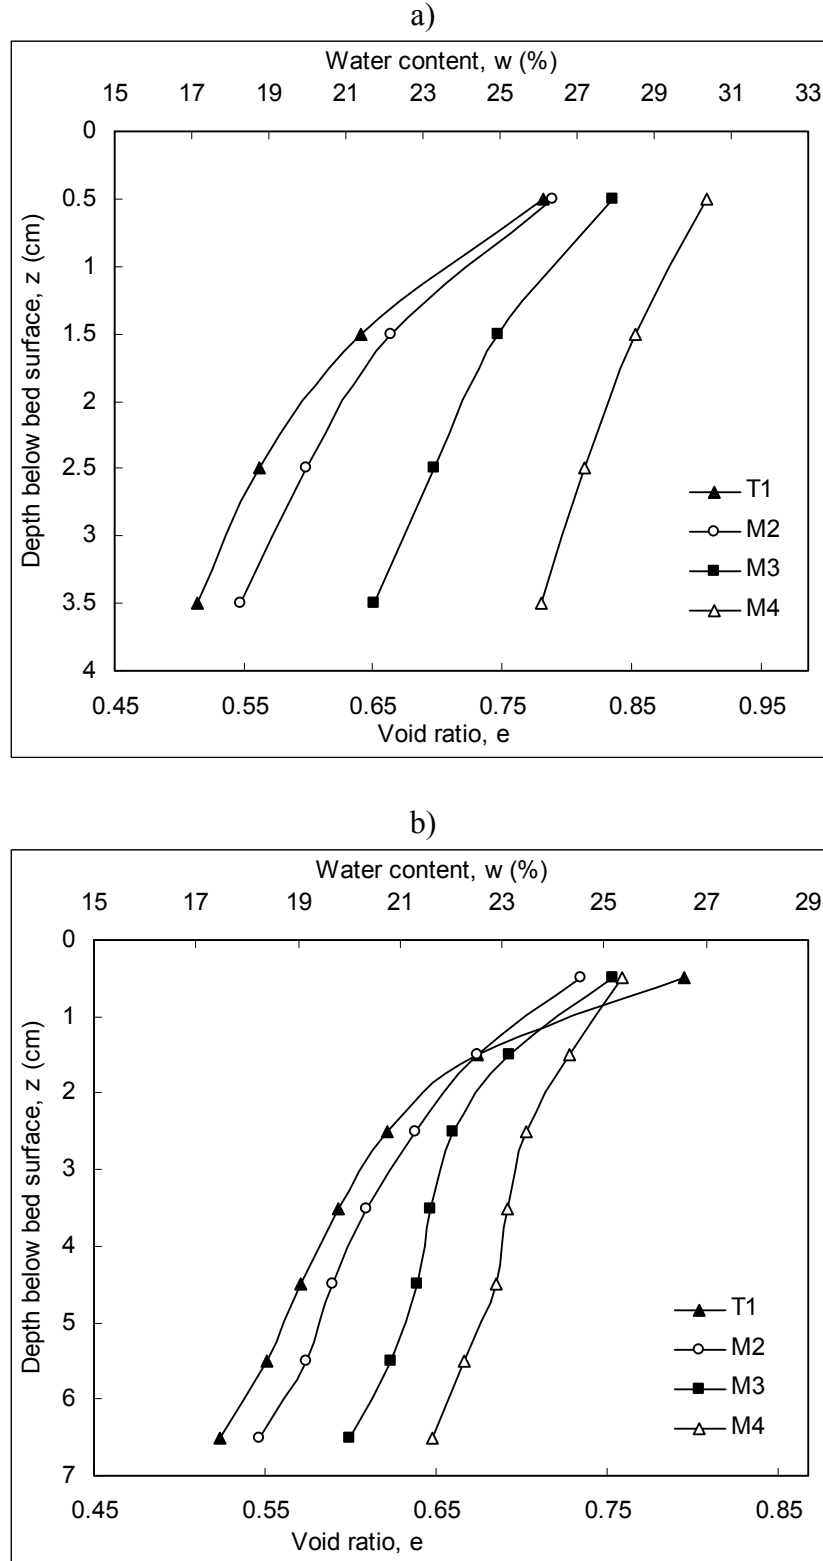 a)
Water content, w (%)
15 17 19 21 23 25 27 29 31 33
0
0.5
1
1.5
2
2.5
3
3.5
4
Depth below bed surface, z (cm)
T1
M2
M3
M4
0.45 0.55 0.65 0.75 0.85 0.95
Void ratio, e
b)
Water content, w (%)
15 17 19 21 23 25 27 29
0
1
2
3
4
5
6
7
Depth below bed surface, z (cm)
T1
M2
M3
M4
0.45 0.55 0.65 0.75 0.85
Void ratio, e